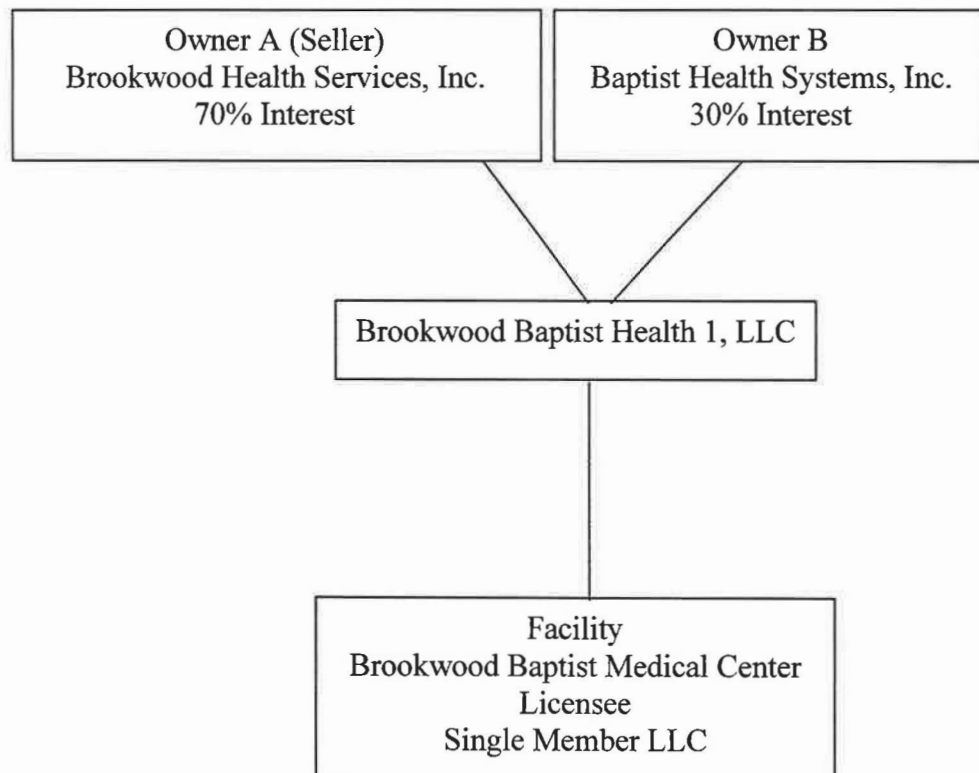 Owner A (Seller)
Brookwood Health Services, Inc.
70% Interest
Owner B
Baptist Health Systems, Inc.
30% Interest
Brookwood Baptist Health 1, LLC
Facility
Brookwood Baptist Medical Center
Licensee
Single Member LLC